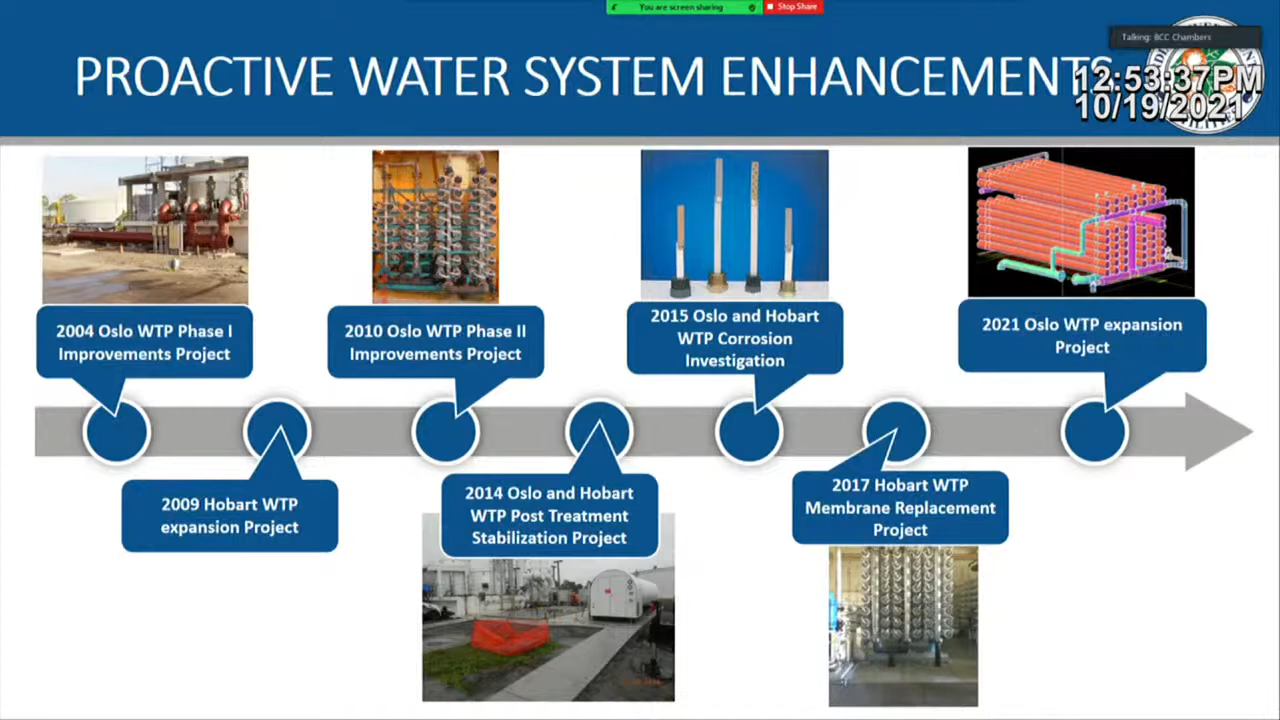 You are screen sharing
Stop Share
Talking: BCC Chambers
PROACTIVE WATER SYSTEM ENHANCEMENTS
12:53:37PM
10/19/2021
2004 Oslo WTP Phase I
Improvements Project
2010 Oslo WTP Phase II
Improvements Project
2015 Oslo and Hobart
WTP Corrosion
Investigation
2021 Oslo WTP expansion
Project
2009 Hobart WTP
expansion Project
2014 Oslo and Hobart
WTP Post Treatment
Stabilization Project
2017 Hobart WTP
Membrane Replacement
Project